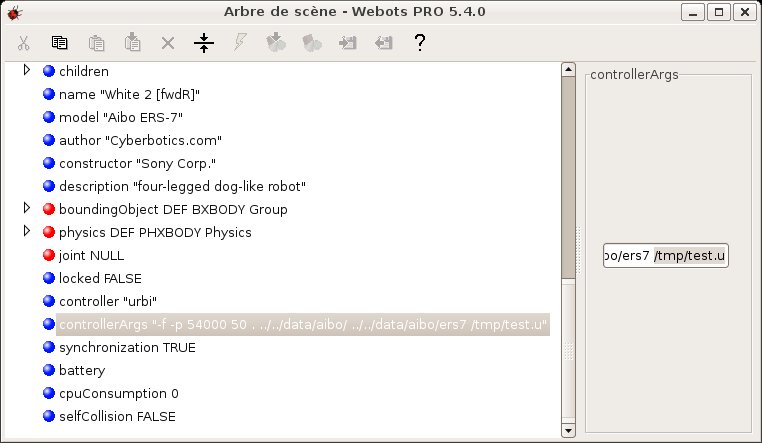 Arbre de scène - Webots PRO 5.4.0
children
name "White 2 [fwdR]"
model "Aibo ERS-7"
author "Cyberbotics.com"
constructor "Sony Corp."
description "four-legged dog-like robot"
boundingObject DEF BXBODY Group
physics DEF PHXBODY Physics
joint NULL
locked FALSE
controller "urbi"
controllerArgs "-f -p 54000 50 . ../../data/aibo/ ../../data/aibo/ers7 /tmp/test.u"
synchronization TRUE
battery
cpuConsumption 0
selfCollision FALSE
controllerArgs
bo/ers7 /tmp/test.u